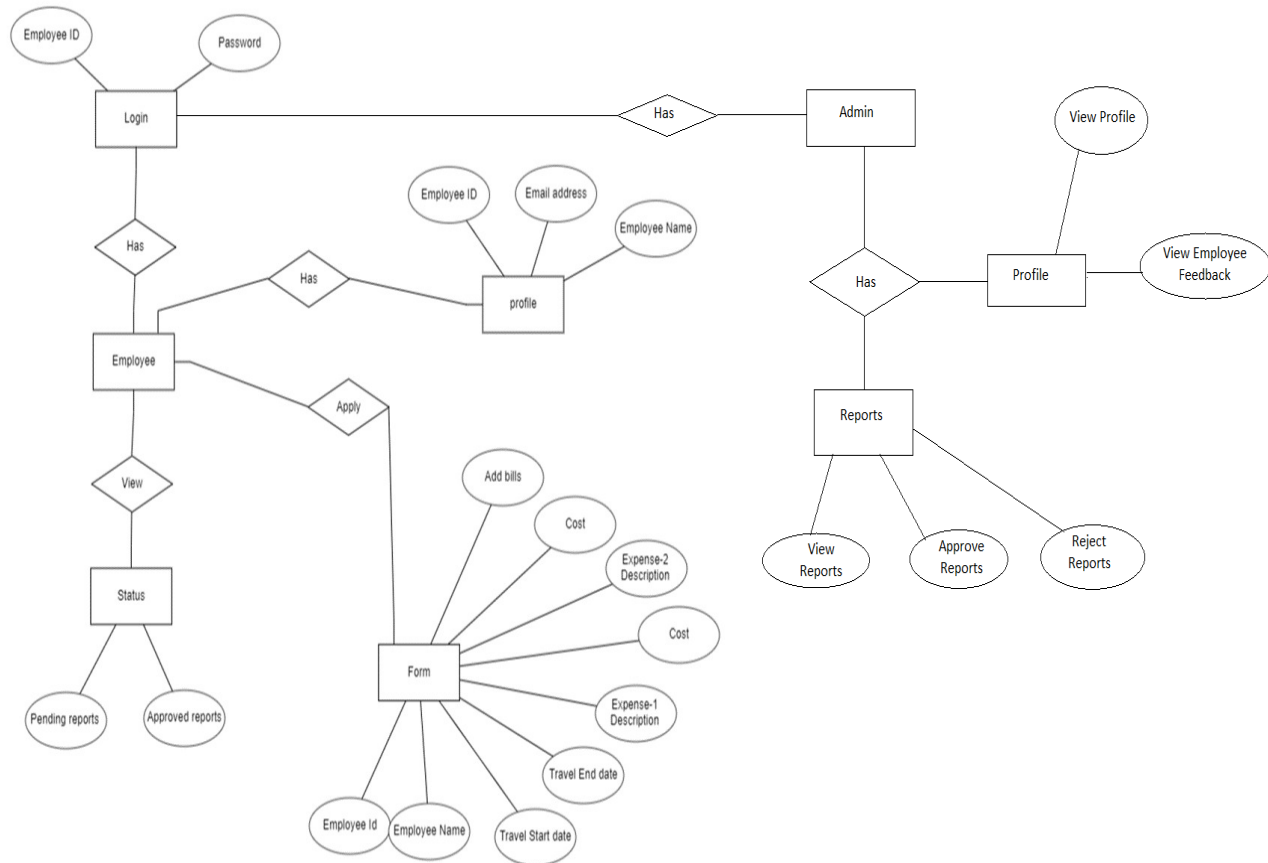 Employee ID
Password
Login
Has
Admin
View Profile
Employee ID
Email address
Employee Name
Has
Has
profile
Has
Profile
View Employee
Feedback
Employee
Apply
Reports
View
Add bills
Cost
Expense-2
Description
View
Reports
Approve
Reports
Reject
Reports
Status
Cost
Form
Expense-1
Description
Pending reports
Approved reports
Travel End date
Employee Id
Employee Name
Travel Start date